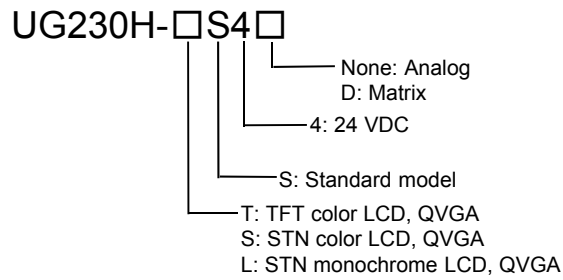 UG230H-□S4□
None: Analog
D: Matrix
4: 24 VDC
S: Standard model
T: TFT color LCD, QVGA
S: STN color LCD, QVGA
L: STN monochrome LCD, QVGA